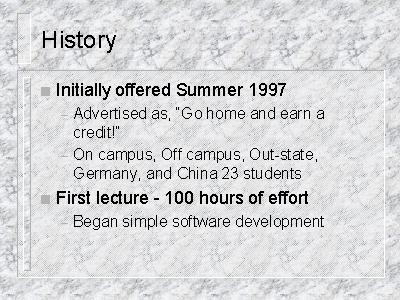 History
Initially offered Summer 1997
– Advertised as, "Go home and earn a
credit!"
– On campus, Off campus, Out-state,
Germany, and China 23 students
First lecture - 100 hours of effort
– Began simple software development